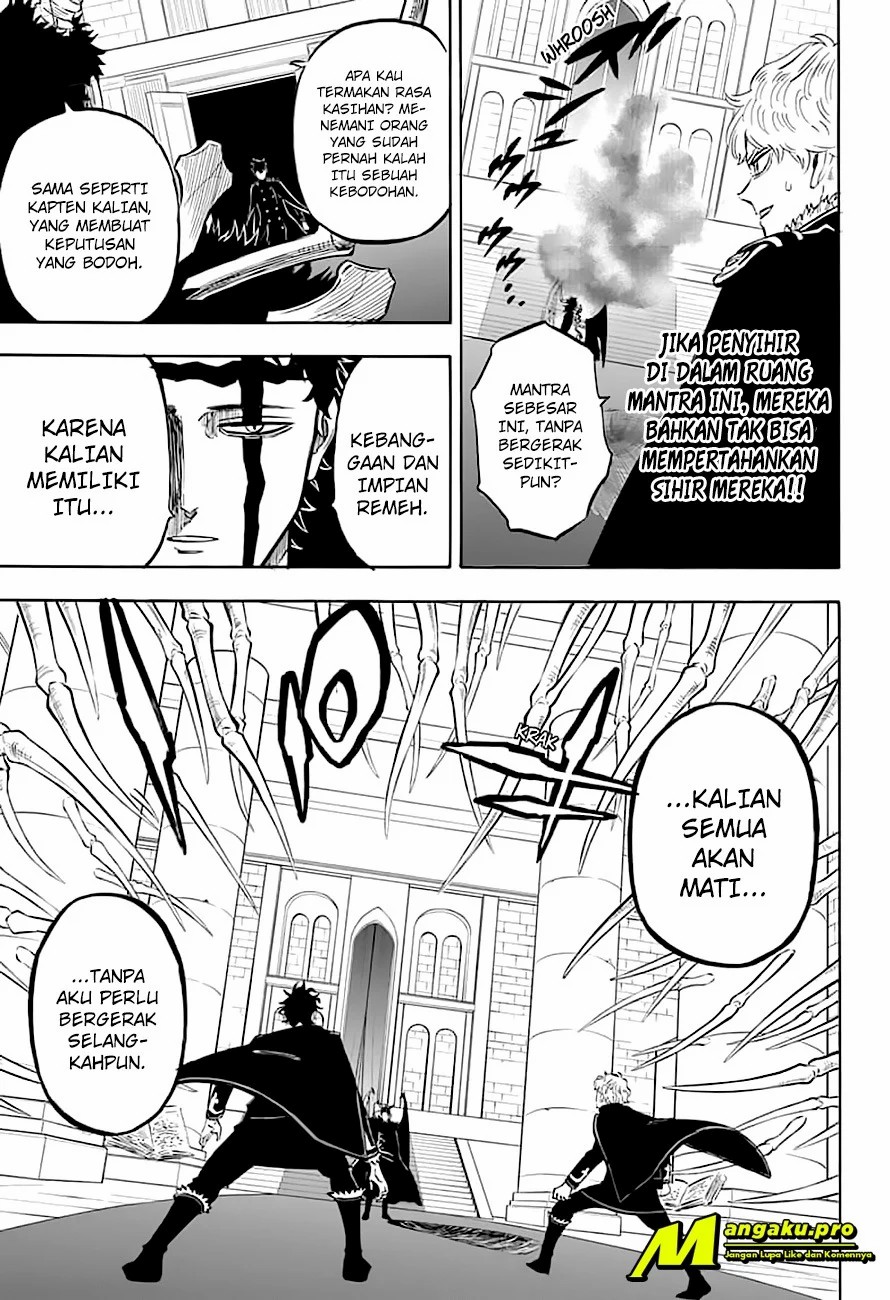 WHROOSH
JIKA PENYIHIR
DI DALAM RUANG
MANTRA INI, MEREKA
BAHKAN TAK BISA
MEMPERTAHANKAN
SIHIR MEREKA!!
MANTRA
SEBESAR
INI, TANPA
BERGERAK
SEDIKIT-
PUN?
APA KAU
TERMAKAN RASA
KASIHAN? ME-
NEMANI ORANG
YANG SUDAH
PERNAH KALAH
ITU SEBUAH
KEBODOHAN.
SAMA SEPERTI
KAPTEN KALIAN,
YANG MEMBUAT
KEPUTUSAN
YANG BODOH.
KEBANG-
GAAN DAN
IMPIAN
REMEH.
KARENA
KALIAN
MEMILIKI
ITU...
KRAK
...KALIAN
SEMUA
AKAN
MATI...
...TANPA
AKU PERLU
BERGERAK
SELANG-
KAHPUN.
Mangaku.pro
Jangan Lupa Like dan Komennya